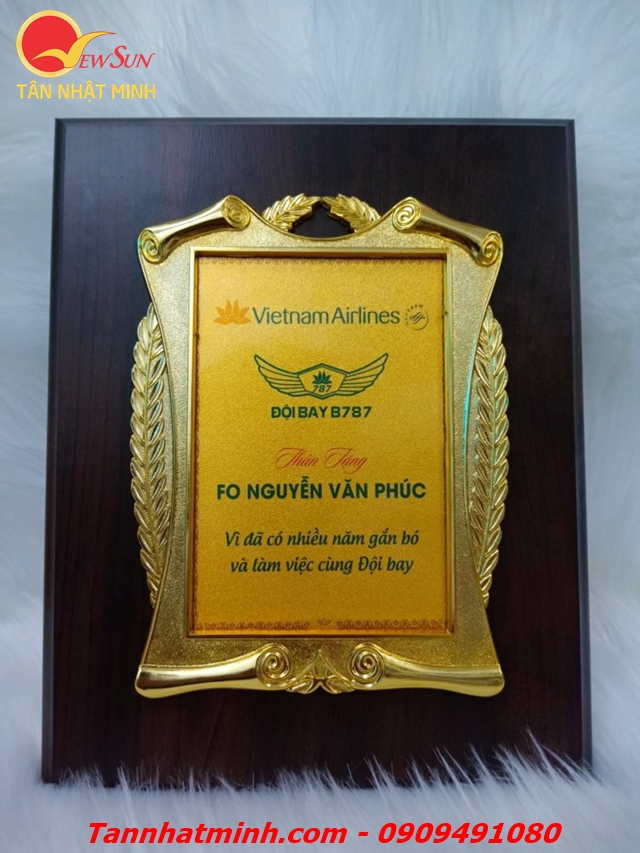 NEWSUN
TÂN NHẬT MINH
Vietnam Airlines
SKYTEAM
787
ĐỘI BAY B787
Thân Tặng
FO NGUYỄN VĂN PHÚC
Vì đã có nhiều năm gắn bó
và làm việc cùng Đội bay
Tannhatminh.com - 0909491080